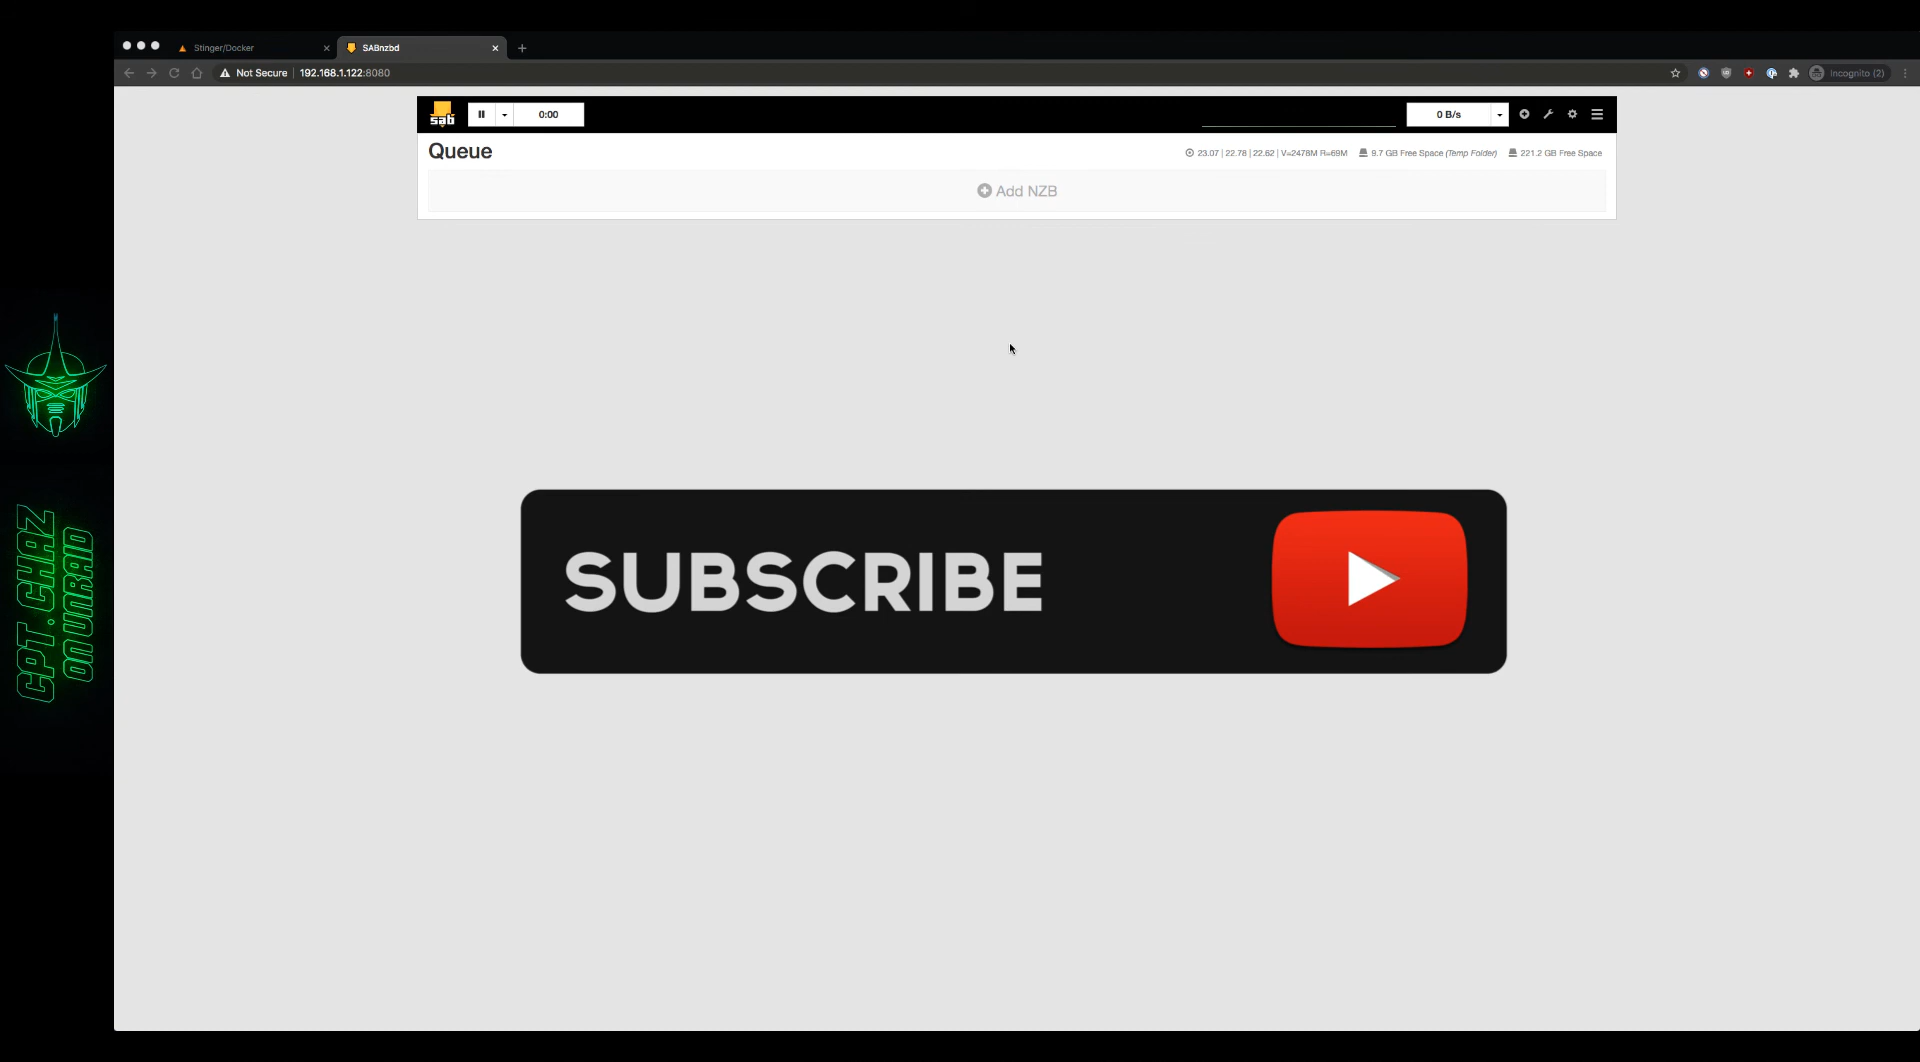 Stinger/Docker
SABnzbd
Not Secure
192.168.1.122:8080
Incognito (2)
sab
0:00
0 B/s
Queue
23.07 | 22.78 | 22.62 | V=2478M R=69M
9.7 GB Free Space (Temp Folder)
221.2 GB Free Space
Add NZB
SUBSCRIBE
CPT. CHAZ
ON UNRAID